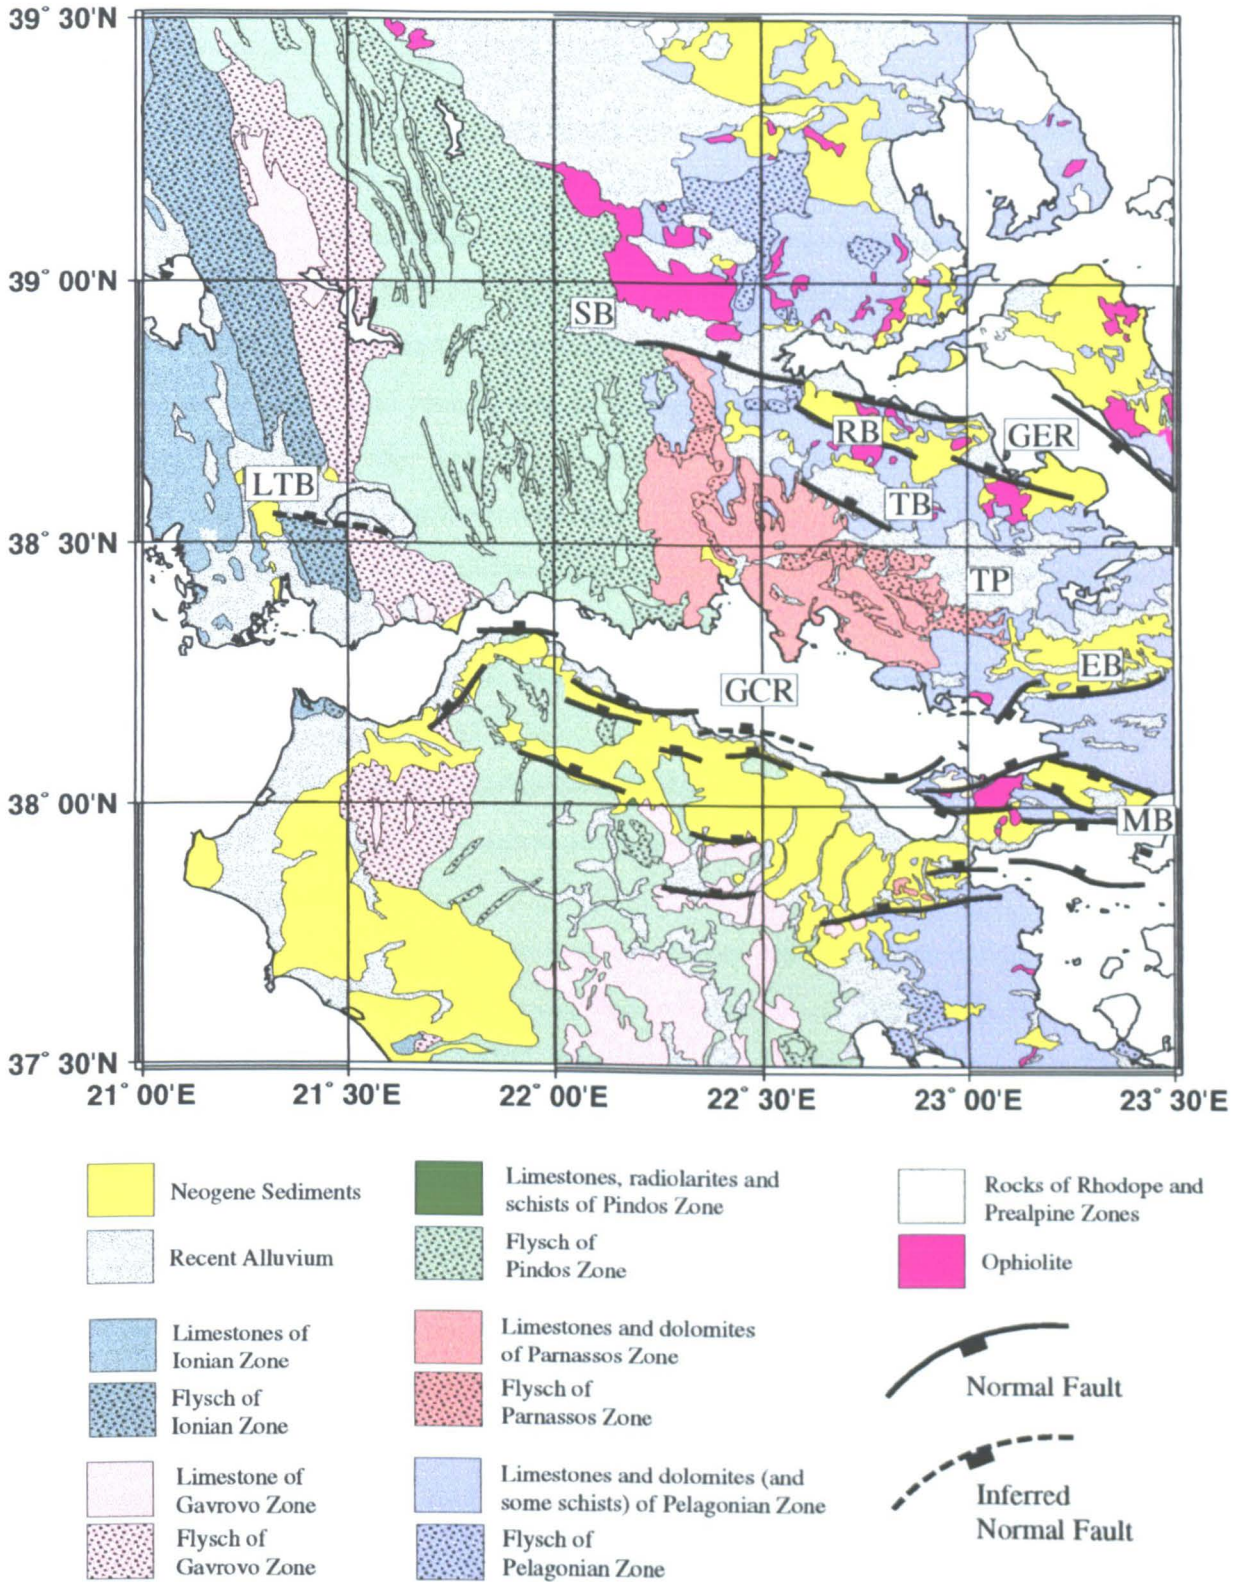 39° 30'N
39° 00'N
38° 30'N
38° 00'N
37° 30'N
SB
LTB
RB
GER
TB
TP
EB
GCR
MB
21° 00'E
21° 30'E
22° 00'E
22° 30'E
23° 00'E
23° 30'E
Neogene Sediments
Recent Alluvium
Limestones of
Ionian Zone
Flysch of
Ionian Zone
Limestone of
Gavrovo Zone
Flysch of
Gavrovo Zone
Limestones, radiolarites and
schists of Pindos Zone
Flysch of
Pindos Zone
Limestones and dolomites
of Parnassos Zone
Flysch of
Parnassos Zone
Limestones and dolomites (and
some schists) of Pelagonian Zone
Flysch of
Pelagonian Zone
Rocks of Rhodope and
Prealpine Zones
Ophiolite
Normal Fault
Inferred
Normal Fault